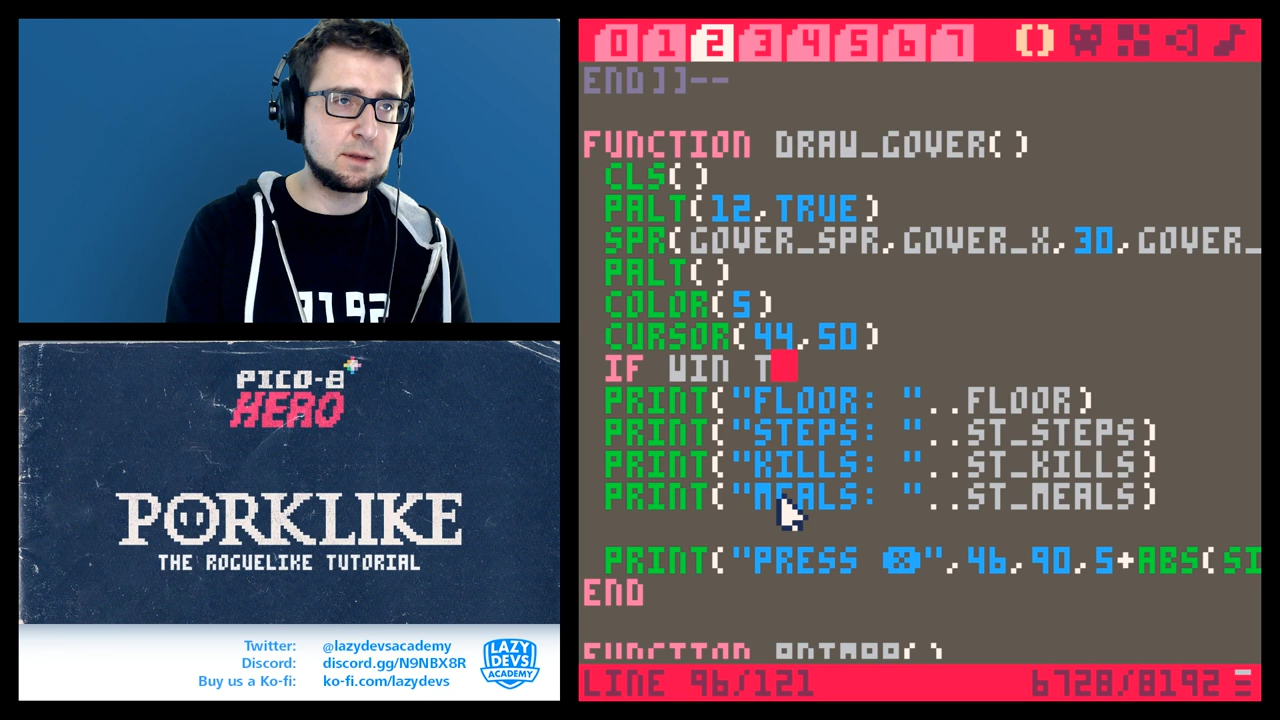 8192
PICO-8
HERO
PORKLIKE
THE ROGUELIKE TUTORIAL
Twitter: @lazydevsacademy
Discord: discord.gg/N9NBX8R
Buy us a Ko-fi: ko-fi.com/lazydevs
LAZY
DEVS
ACADEMY
0 1 2 3 4 5 6 7 ()
END]]--
FUNCTION DRAW_GOVER()
CLS()
PALT(12,TRUE)
SPR(GOVER_SPR,GOVER_X,30,GOVER_
PALT()
COLOR(5)
CURSOR(44,50)
IF WIN T
PRINT("FLOOR: "..FLOOR)
PRINT("STEPS: "..ST_STEPS)
PRINT("KILLS: "..ST_KILLS)
PRINT("MEALS: "..ST_MEALS)
PRINT("PRESS ❎",46,90,5+ABS(SI
END
FUNCTION
LINE 96/121
6728/8192